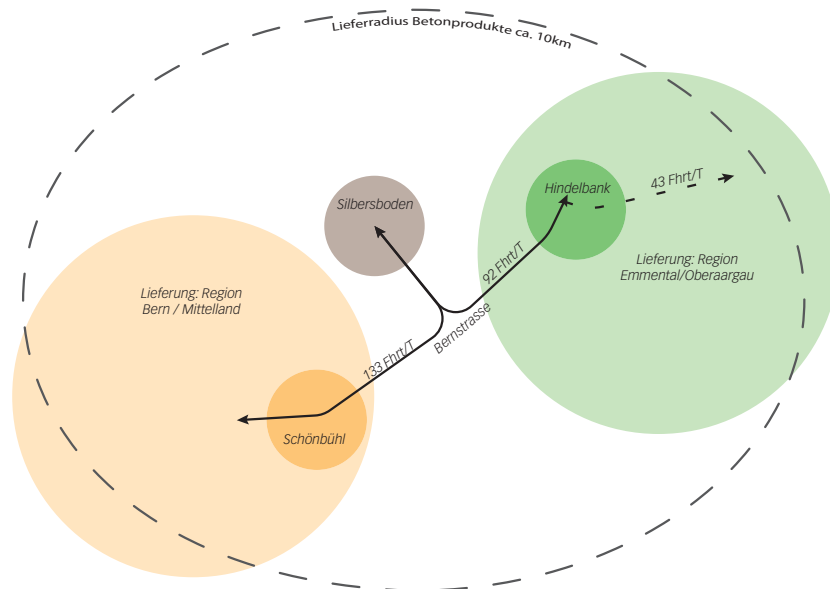 Lieferradius Betonprodukte ca. 10km
Hindelbank
43 Fhrt/T
Silbersboden
Lieferung: Region
Emmental/Oberaargau
92 Fhrt/T
Lieferung: Region
Bern / Mittelland
Bernstrasse
133 Fhrt/T
Schönbühl